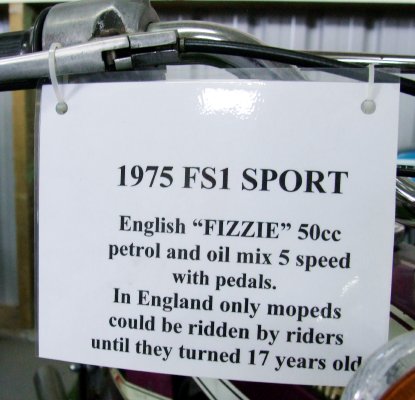 1975 FS1 SPORT
English “FIZZIE” 50cc
petrol and oil mix 5 speed
with pedals.
In England only mopeds
could be ridden by riders
until they turned 17 years old